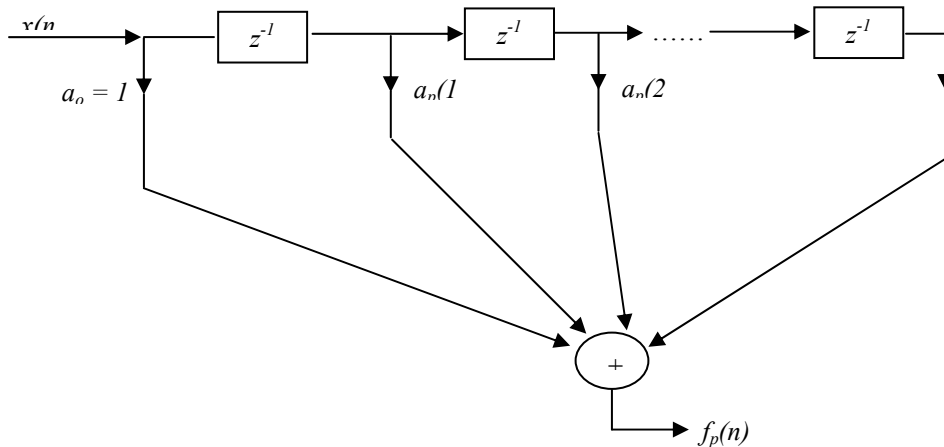 x(n
z-1
z-1
......
z-1
ao = 1
ap(1
ap(2
+
fp(n)